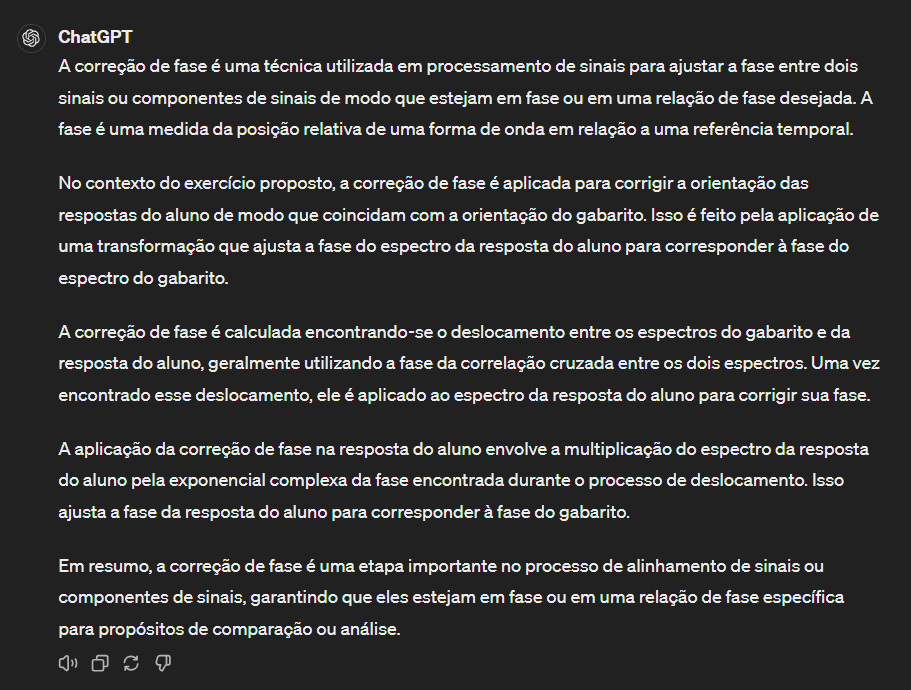 ChatGPT
A correção de fase é uma técnica utilizada em processamento de sinais para ajustar a fase entre dois
sinais ou componentes de sinais de modo que estejam em fase ou em uma relação de fase desejada. A
fase é uma medida da posição relativa de uma forma de onda em relação a uma referência temporal.
No contexto do exercício proposto, a correção de fase é aplicada para corrigir a orientação das
respostas do aluno de modo que coincidam com a orientação do gabarito. Isso é feito pela aplicação de
uma transformação que ajusta a fase do espectro da resposta do aluno para corresponder à fase do
espectro do gabarito.
A correção de fase é calculada encontrando-se o deslocamento entre os espectros do gabarito e da
resposta do aluno, geralmente utilizando a fase da correlação cruzada entre os dois espectros. Uma vez
encontrado esse deslocamento, ele é aplicado ao espectro da resposta do aluno para corrigir sua fase.
A aplicação da correção de fase na resposta do aluno envolve a multiplicação do espectro da resposta
do aluno pela exponencial complexa da fase encontrada durante o processo de deslocamento. Isso
ajusta a fase da resposta do aluno para corresponder à fase do gabarito.
Em resumo, a correção de fase é uma etapa importante no processo de alinhamento de sinais ou
componentes de sinais, garantindo que eles estejam em fase ou em uma relação de fase específica
para propósitos de comparação ou análise.